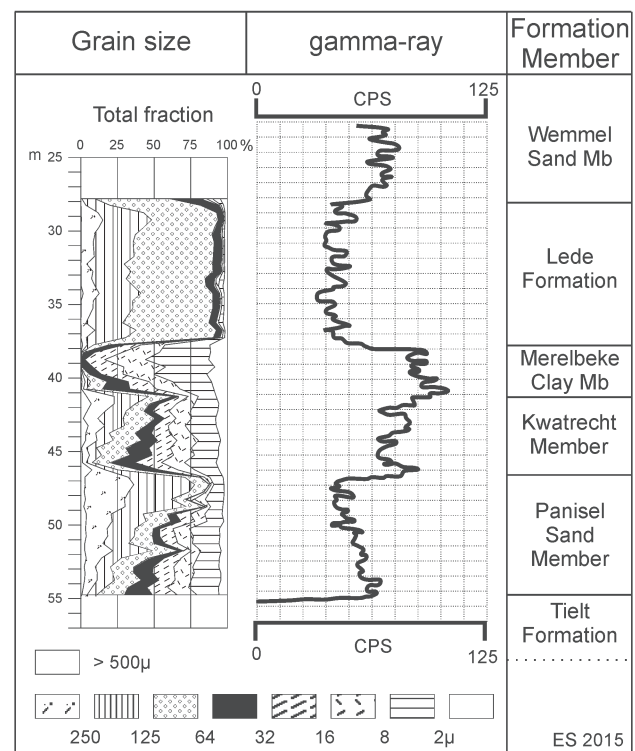 Grain size
gamma-ray
Formation
Member
0 125
CPS
Total fraction
0 25 50 75 100 %
m 25
30
35
40
45
50
55
Wemmel
Sand Mb
Lede
Formation
Merelbeke
Clay Mb
Kwatrecht
Member
Panisel
Sand
Member
Tielt
Formation
CPS
0 125
> 500µ
250 125 64 32 16 8 2µ
ES 2015